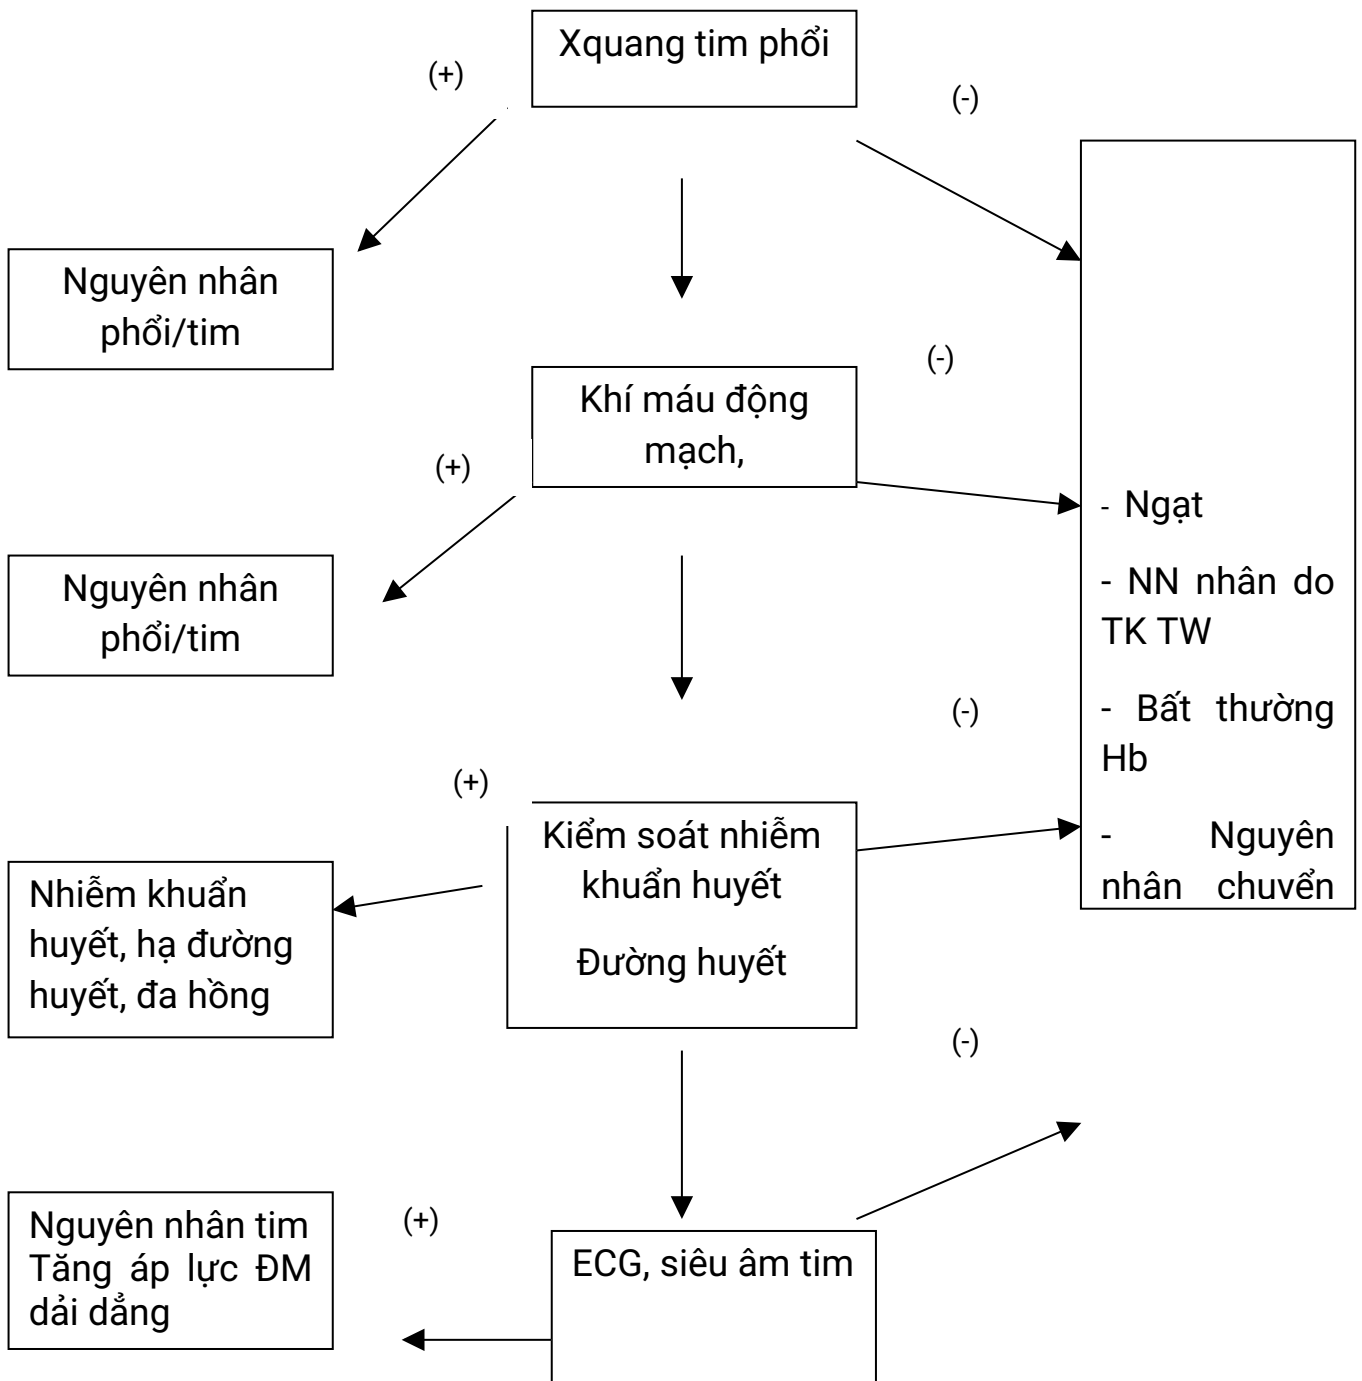 Xquang tim phổi
(+)
(-)
Nguyên nhân
phổi/tim
(-)
Khí máu động
mạch,
(+)
- Ngạt
Nguyên nhân
phổi/tim
- NN nhân do
TK TW
- Bất thường
Hb
(-)
(+)
- Nguyên
nhân chuyển
Kiểm soát nhiễm
khuẩn huyết
Đường huyết
Nhiễm khuẩn
huyết, hạ đường
huyết, đa hồng
(-)
Nguyên nhân tim
Tăng áp lực ĐM
dải dẳng
(+)
ECG, siêu âm tim